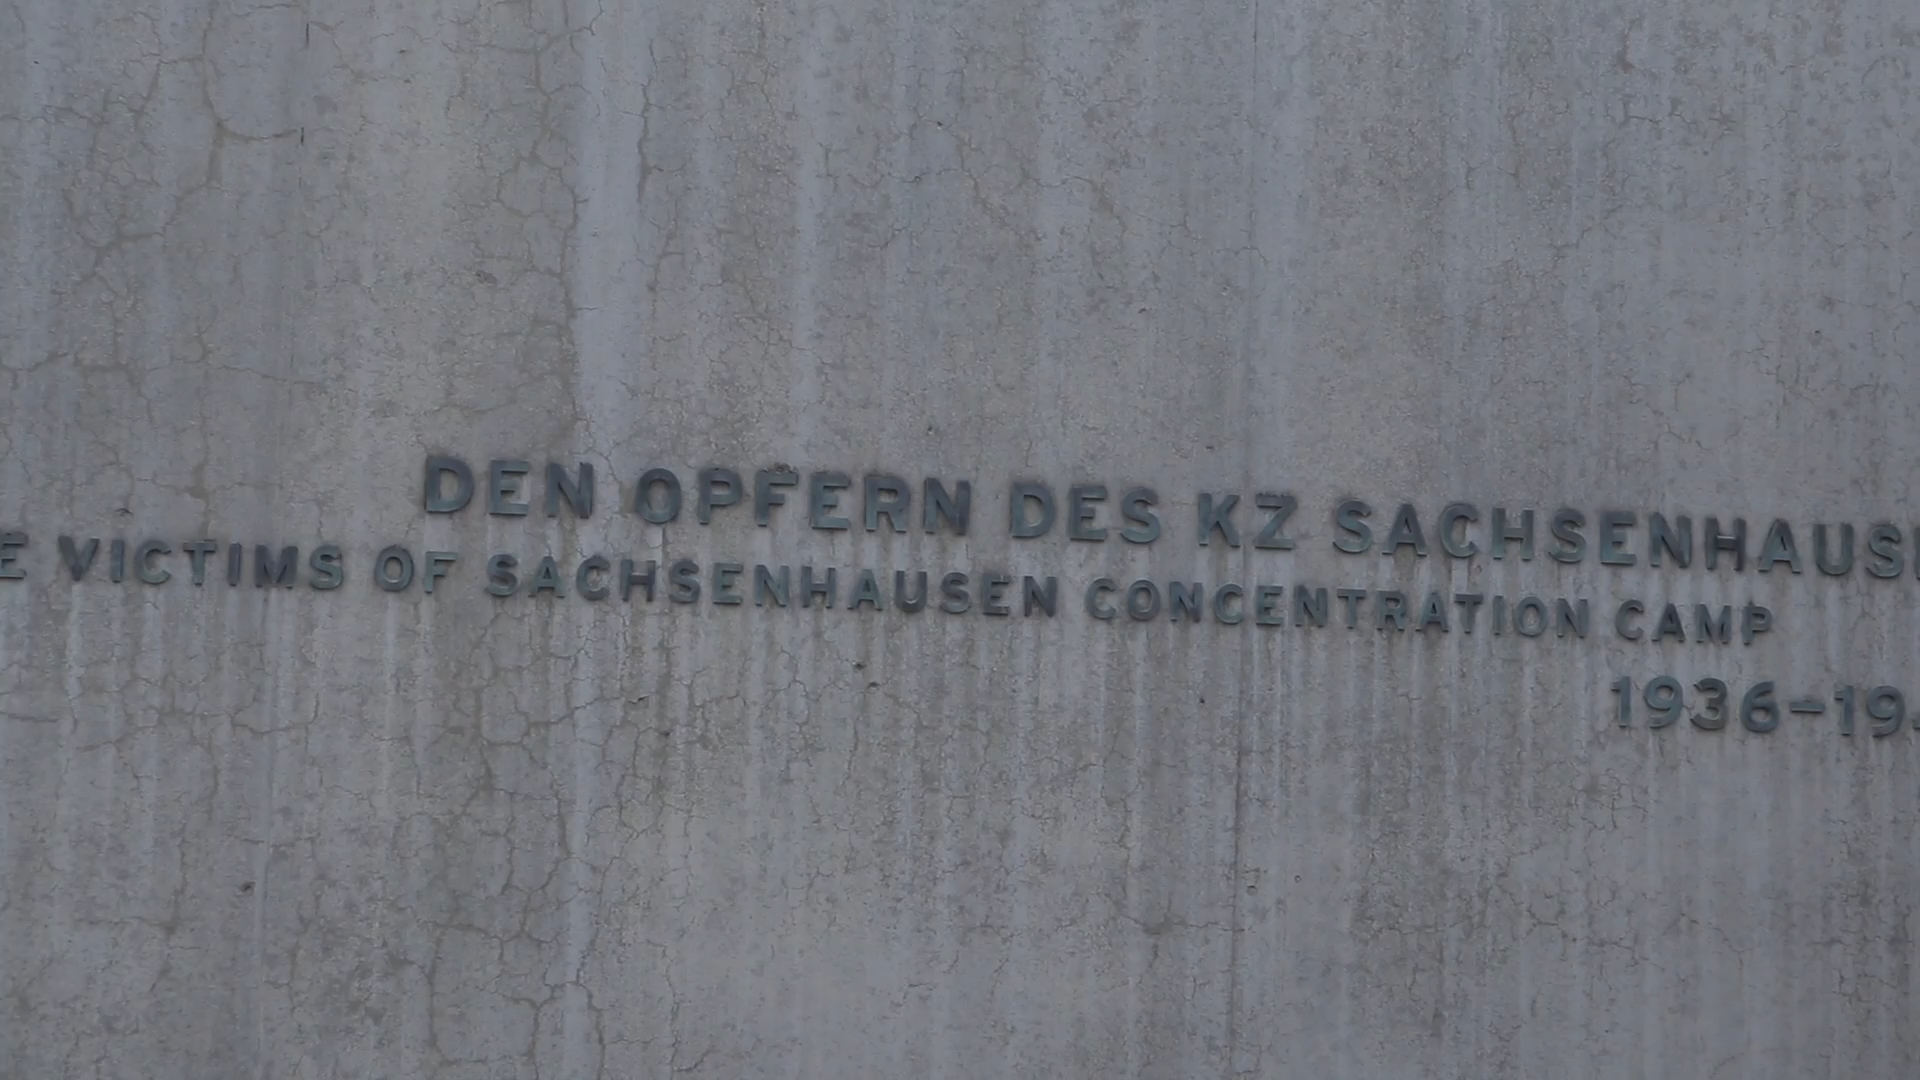 DEN OPFERN DES KZ SACHSENHAUS
E VICTIMS OF SACHSENHAUSEN CONCENTRATION CAMP
1936-19